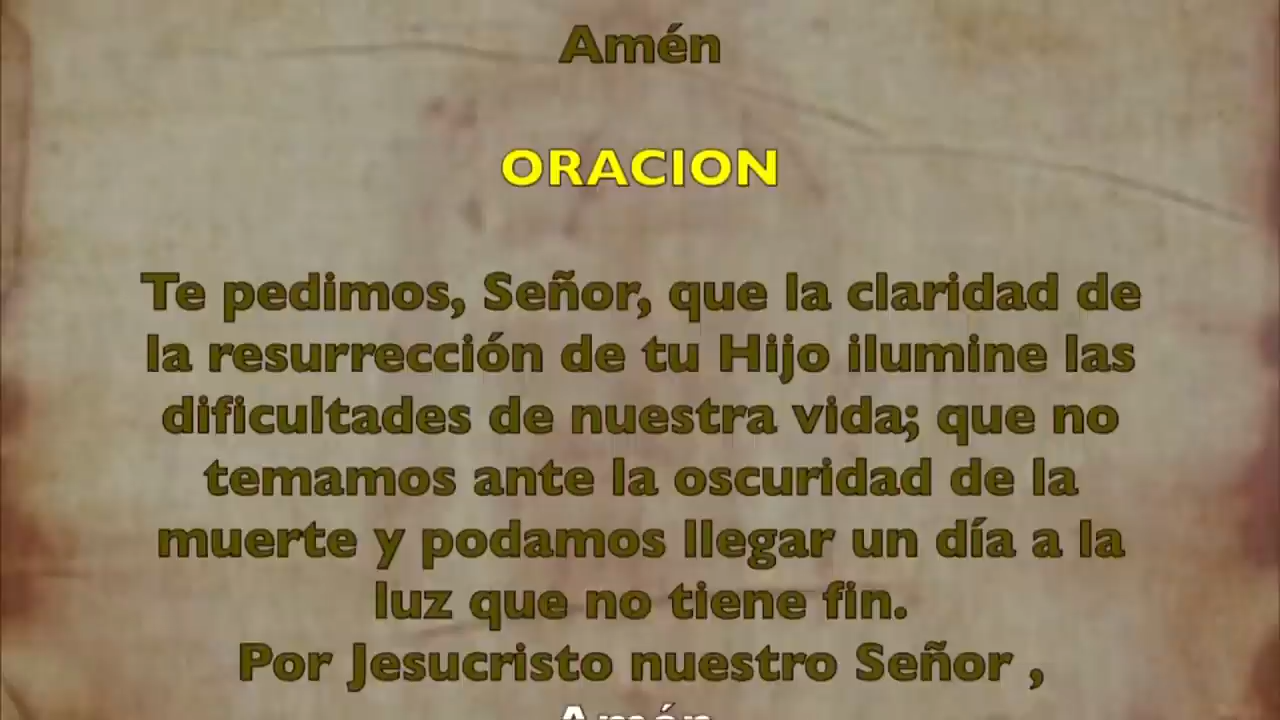 Amén
ORACION
Te pedimos, Señor, que la claridad de
la resurrección de tu Hijo ilumine las
dificultades de nuestra vida; que no
temamos ante la oscuridad de la
muerte y podamos llegar un día a la
luz que no tiene fin.
Por Jesucristo nuestro Señor ,
Amén